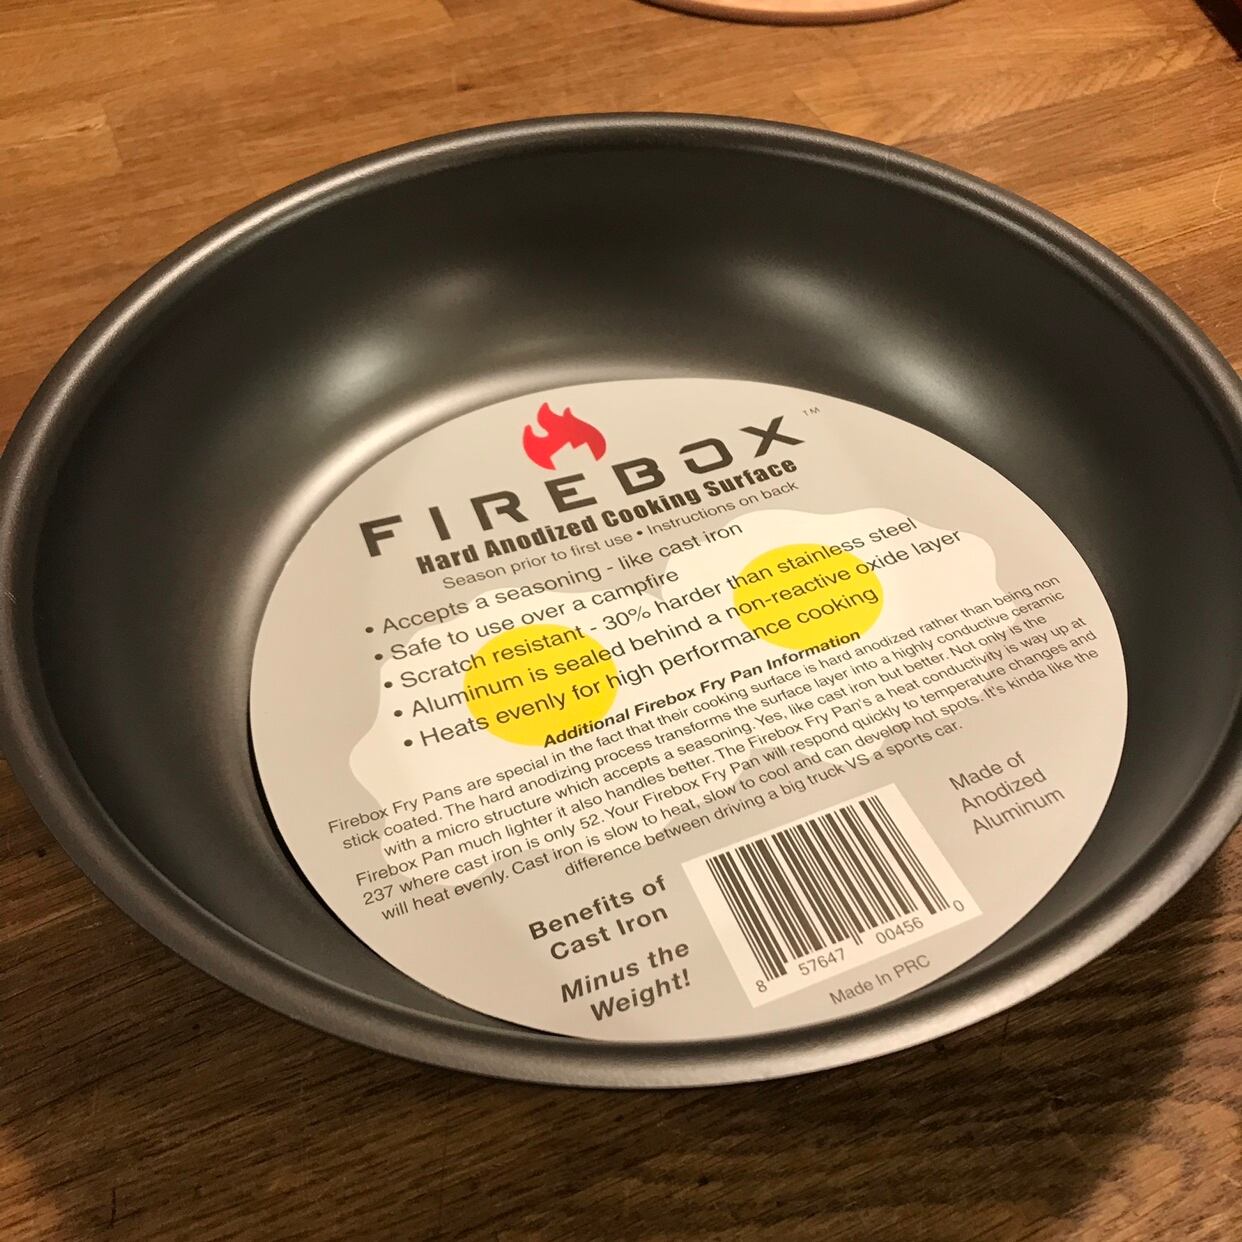 FIREBOX™
Hard Anodized Cooking Surface
Season prior to first use • Instructions on back
• Accepts a seasoning - like cast iron
• Safe to use over a campfire
• Scratch resistant - 30% harder than stainless steel
• Aluminum is sealed behind a non-reactive oxide layer
• Heats evenly for high performance cooking
Additional Firebox Fry Pan Information
Firebox Fry Pans are special in the fact that their cooking surface is hard anodized rather than being non
stick coated. The hard anodizing process transforms the surface layer into a highly conductive ceramic
with a micro structure which accepts a seasoning. Yes, like cast iron but better. Not only is the
Firebox Pan much lighter it also handles better. The Firebox Fry Pan's a heat conductivity is way up at
237 where cast iron is only 52. Your Firebox Fry Pan will respond quickly to temperature changes and
will heat evenly. Cast iron is slow to heat, slow to cool and can develop hot spots. It's kinda like the
difference between driving a big truck VS a sports car.
Benefits of
Cast Iron
Minus the
Weight!
8 57647 00456 0
Made In PRC
Made of
Anodized
Aluminum